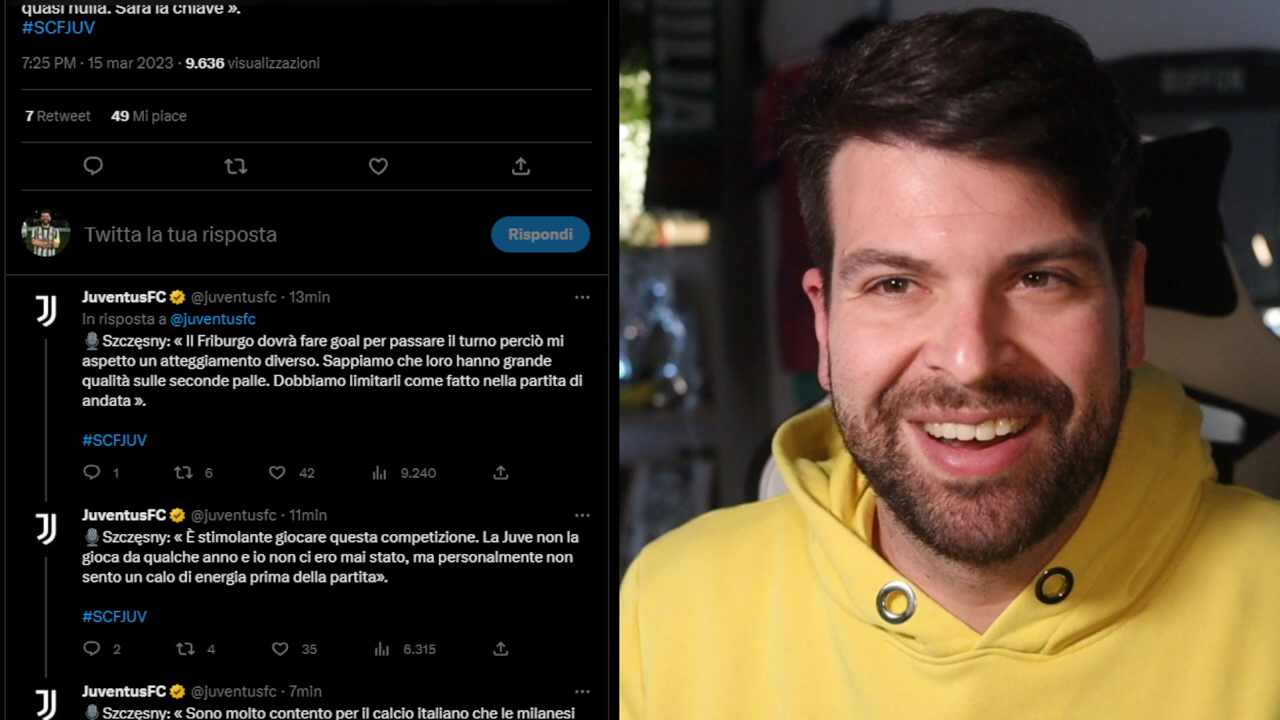 quasi nulla. Sarà la chiave ».
#SCFJUV
7:25 PM · 15 mar 2023 · 9.636 visualizzazioni
7 Retweet 49 Mi piace
Twitta la tua risposta
Rispondi
JuventusFC @juventusfc · 13min
In risposta a @juventusfc
Szczęsny: « Il Friburgo dovrà fare goal per passare il turno perciò mi
aspetto un atteggiamento diverso. Sappiamo che loro hanno grande
qualità sulle seconde palle. Dobbiamo limitarli come fatto nella partita di
andata ».
#SCFJUV
1 6 42 9.240
JuventusFC @juventusfc · 11min
Szczęsny: « È stimolante giocare questa competizione. La Juve non la
gioca da qualche anno e io non ci ero mai stato, ma personalmente non
sento un calo di energia prima della partita».
#SCFJUV
2 4 35 6.315
JuventusFC @juventusfc · 7min
Szczęsny: « Sono molto contento per il calcio italiano che le milanesi